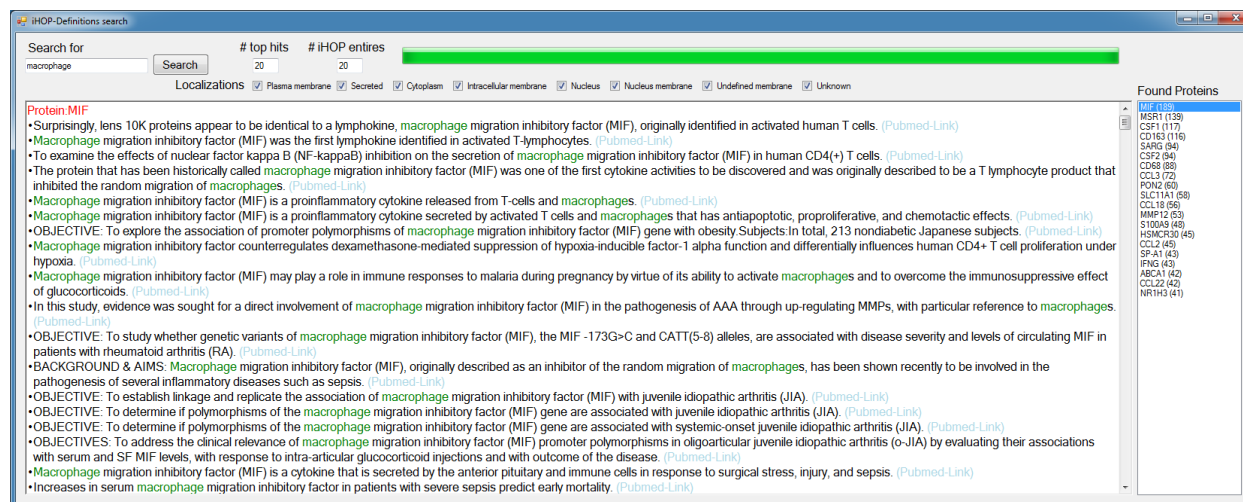 iHOP-Definitions search
Search for
# top hits
# iHOP entires
macrophage
Search
20
20
Localizations
Plasma membrane
Secreted
Cytoplasm
Intracellular membrane
Nucleus
Nucleus membrane
Undefined membrane
Unknown
Protein:MIF
•Surprisingly, lens 10K proteins appear to be identical to a lymphokine, macrophage migration inhibitory factor (MIF), originally identified in activated human T cells. (Pubmed-Link)
•Macrophage migration inhibitory factor (MIF) was the first lymphokine identified in activated T-lymphocytes. (Pubmed-Link)
•To examine the effects of nuclear factor kappa B (NF-kappaB) inhibition on the secretion of macrophage migration inhibitory factor (MIF) in human CD4(+) T cells. (Pubmed-Link)
•The protein that has been historically called macrophage migration inhibitory factor (MIF) was one of the first cytokine activities to be discovered and was originally described to be a T lymphocyte product that
inhibited the random migration of macrophages. (Pubmed-Link)
•Macrophage migration inhibitory factor (MIF) is a proinflammatory cytokine released from T-cells and macrophages. (Pubmed-Link)
•Macrophage migration inhibitory factor (MIF) is a proinflammatory cytokine secreted by activated T cells and macrophages that has antiapoptotic, proproliferative, and chemotactic effects. (Pubmed-Link)
•OBJECTIVE: To explore the association of promoter polymorphisms of macrophage migration inhibitory factor (MIF) gene with obesity.Subjects:In total, 213 nondiabetic Japanese subjects. (Pubmed-Link)
•Macrophage migration inhibitory factor counterregulates dexamethasone-mediated suppression of hypoxia-inducible factor-1 alpha function and differentially influences human CD4+ T cell proliferation under
hypoxia. (Pubmed-Link)
•Macrophage migration inhibitory factor (MIF) may play a role in immune responses to malaria during pregnancy by virtue of its ability to activate macrophages and to overcome the immunosuppressive effect
of glucocorticoids. (Pubmed-Link)
•In this study, evidence was sought for a direct involvement of macrophage migration inhibitory factor (MIF) in the pathogenesis of AAA through up-regulating MMPs, with particular reference to macrophages.
(Pubmed-Link)
•OBJECTIVE: To study whether genetic variants of macrophage migration inhibitory factor (MIF), the MIF -173G>C and CATT(5-8) alleles, are associated with disease severity and levels of circulating MIF in
patients with rheumatoid arthritis (RA). (Pubmed-Link)
•BACKGROUND & AIMS: Macrophage migration inhibitory factor (MIF), originally described as an inhibitor of the random migration of macrophages, has been shown recently to be involved in the
pathogenesis of several inflammatory diseases such as sepsis. (Pubmed-Link)
•OBJECTIVE: To establish linkage and replicate the association of macrophage migration inhibitory factor (MIF) with juvenile idiopathic arthritis (JIA). (Pubmed-Link)
•OBJECTIVE: To determine if polymorphisms of the macrophage migration inhibitory factor (MIF) gene are associated with juvenile idiopathic arthritis (JIA). (Pubmed-Link)
•OBJECTIVE: To determine if polymorphisms of the macrophage migration inhibitory factor (MIF) gene are associated with systemic-onset juvenile idiopathic arthritis (JIA). (Pubmed-Link)
•OBJECTIVES: To address the clinical relevance of macrophage migration inhibitory factor (MIF) promoter polymorphisms in oligoarticular juvenile idiopathic arthritis (o-JIA) by evaluating their associations
with serum and SF MIF levels, with response to intra-articular glucocorticoid injections and with outcome of the disease. (Pubmed-Link)
•Macrophage migration inhibitory factor (MIF) is a cytokine that is secreted by the anterior pituitary and immune cells in response to surgical stress, injury, and sepsis. (Pubmed-Link)
•Increases in serum macrophage migration inhibitory factor in patients with severe sepsis predict early mortality. (Pubmed-Link)
Found Proteins
MIF (189)
MSR1 (139)
CSF1 (117)
CD163 (116)
SARG (94)
CSF2 (94)
CD68 (88)
CCL3 (72)
PON2 (60)
SLC11A1 (58)
CCL18 (56)
MMP12 (53)
S100A9 (48)
HSMCR30 (45)
CCL2 (45)
SP-A1 (43)
IFNG (43)
ABCA1 (42)
CCL22 (42)
NR1H3 (41)